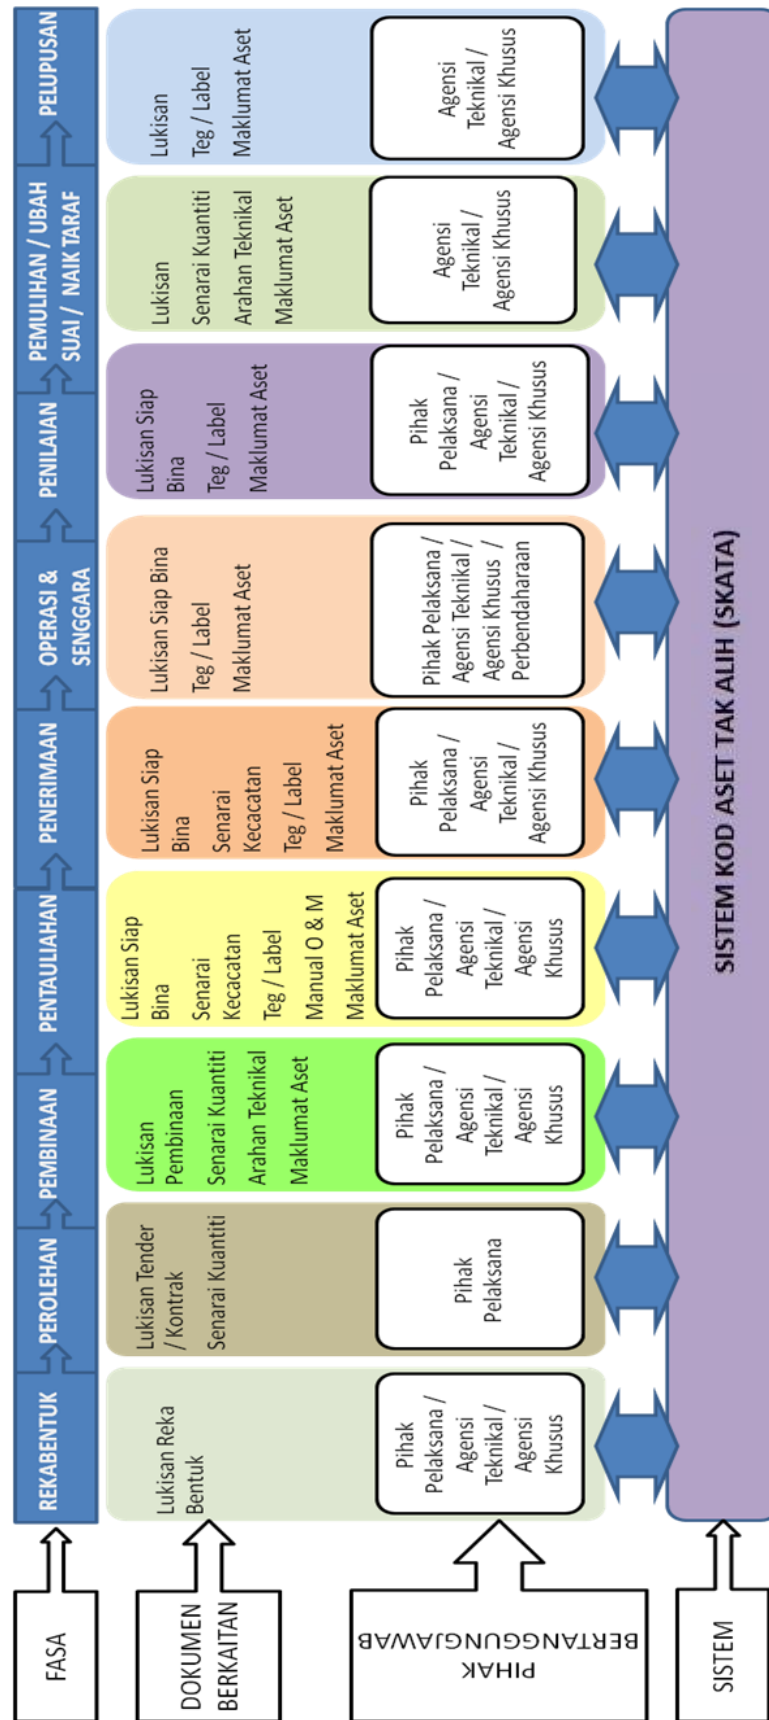 FASA
REKABENTUK
PEROLEHAN
PEMBINAAN
PENTAULIAHAN
PENERIMAAN
OPERASI &
SENGGARA
PENILAIAN
PEMULIHAN / UBAH
SUAI / NAIK TARAF
PELUPUSAN
DOKUMEN
BERKAITAN
Lukisan Reka
Bentuk
Lukisan Tender
/ Kontrak
Senarai Kuantiti
Lukisan
Pembinaan
Senarai Kuantiti
Arahan Teknikal
Maklumat Aset
Lukisan Siap
Bina
Senarai
Kecacatan
Teg / Label
Manual O & M
Maklumat Aset
Lukisan Siap
Bina
Senarai
Kecacatan
Teg / Label
Maklumat Aset
Lukisan Siap Bina
Teg / Label
Maklumat Aset
Lukisan Siap
Bina
Teg / Label
Maklumat Aset
Lukisan
Senarai Kuantiti
Arahan Teknikal
Maklumat Aset
Lukisan
Teg / Label
Maklumat Aset
PIHAK
BERTANGGUNGJAWAB
Pihak
Pelaksana /
Agensi
Teknikal /
Agensi
Khusus
Pihak
Pelaksana
Pihak
Pelaksana /
Agensi
Teknikal /
Agensi
Khusus
Pihak
Pelaksana /
Agensi
Teknikal /
Agensi
Khusus
Pihak
Pelaksana /
Agensi
Teknikal /
Agensi Khusus
Pihak Pelaksana /
Agensi Teknikal /
Agensi Khusus /
Perbendaharaan
Pihak
Pelaksana /
Agensi
Teknikal /
Agensi Khusus
Agensi
Teknikal /
Agensi Khusus
Agensi
Teknikal /
Agensi Khusus
SISTEM
SISTEM KOD ASET TAK ALIH (SKATA)